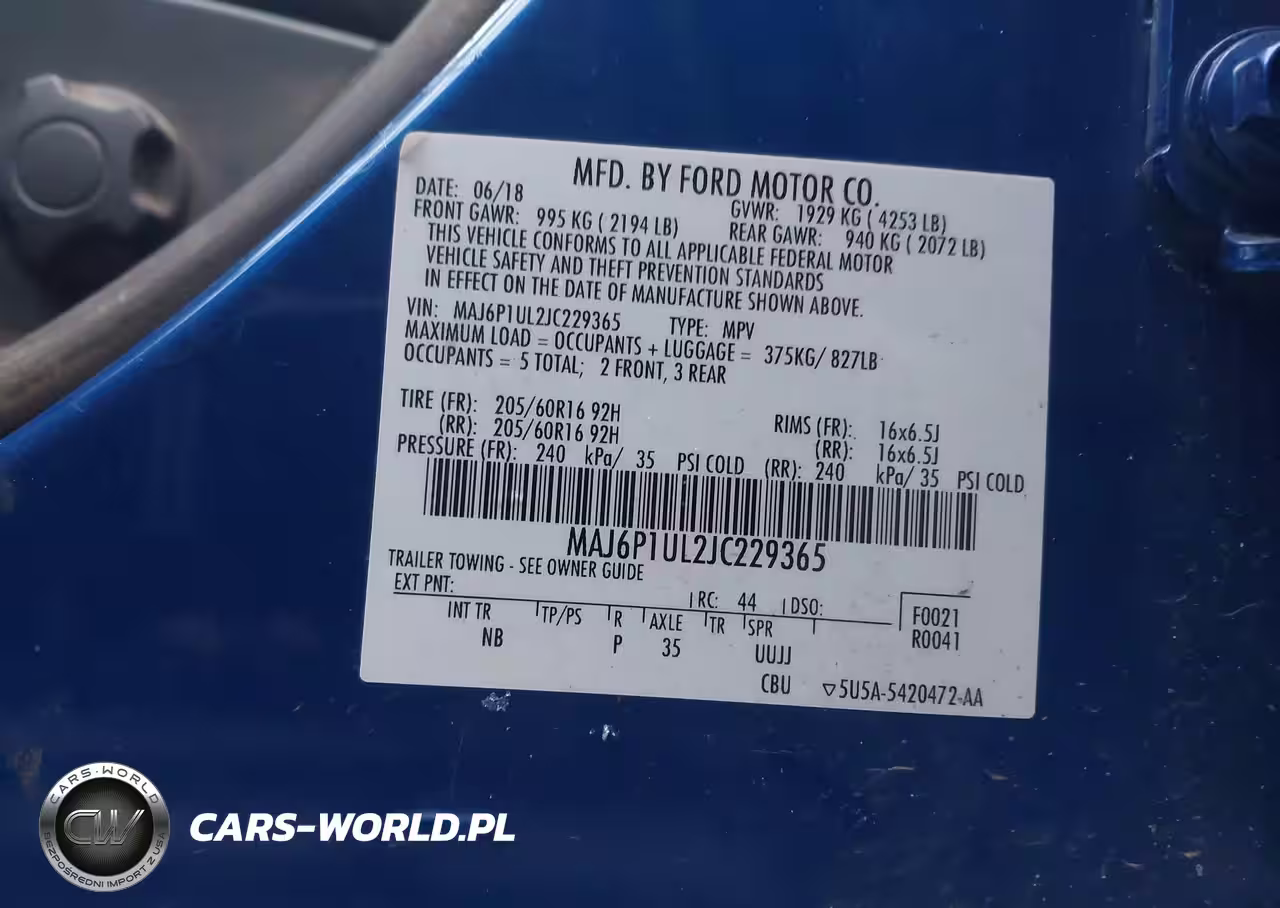 MFD. BY FORD MOTOR CO.
DATE: 06/18 GVWR: 1929 KG ( 4253 LB)
FRONT GAWR: 995 KG ( 2194 LB) REAR GAWR: 940 KG ( 2072 LB)
THIS VEHICLE CONFORMS TO ALL APPLICABLE FEDERAL MOTOR
VEHICLE SAFETY AND THEFT PREVENTION STANDARDS
IN EFFECT ON THE DATE OF MANUFACTURE SHOWN ABOVE.
VIN: MAJ6P1UL2JC229365 TYPE: MPV
MAXIMUM LOAD = OCCUPANTS + LUGGAGE = 375KG/ 827LB
OCCUPANTS = 5 TOTAL; 2 FRONT, 3 REAR
TIRE (FR): 205/60R16 92H RIMS (FR): 16x6.5J
(RR): 205/60R16 92H (RR): 16x6.5J
PRESSURE (FR): 240 kPa/ 35 PSI COLD (RR): 240 kPa/ 35 PSI COLD
MAJ6P1UL2JC229365
TRAILER TOWING - SEE OWNER GUIDE
EXT PNT: RC: 44 DSO: F0021
INT TR TP/PS R AXLE TR SPR R0041
NB P 35 UUJJ
CBU 5U5A-5420472-AA
CARS-WORLD
CW
BEZPOŚREDNI IMPORT Z USA
CARS-WORLD.PL